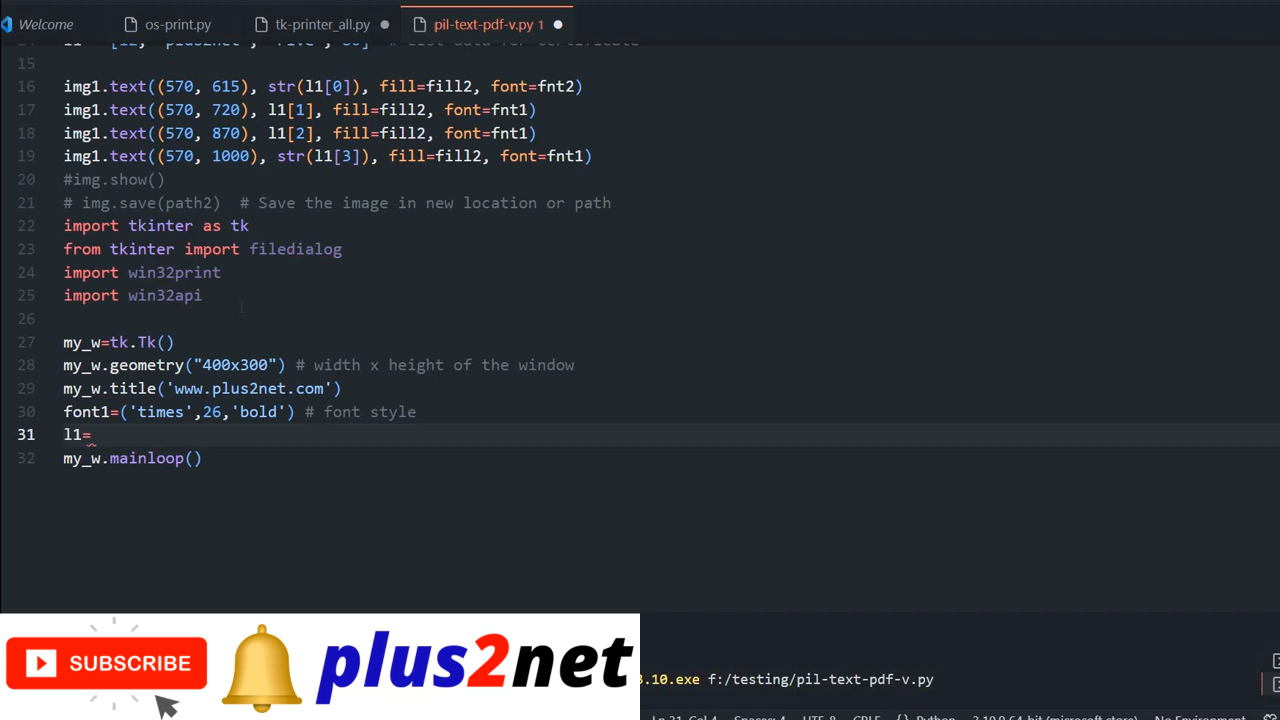 Welcome os-print.py tk-printer_all.py pil-text-pdf-v.py 1
15
16 img1.text((570, 615), str(l1[0]), fill=fill2, font=fnt2)
17 img1.text((570, 720), l1[1], fill=fill2, font=fnt1)
18 img1.text((570, 870), l1[2], fill=fill2, font=fnt1)
19 img1.text((570, 1000), str(l1[3]), fill=fill2, font=fnt1)
20 #img.show()
21 # img.save(path2)  # Save the image in new location or path
22 import tkinter as tk
23 from tkinter import filedialog
24 import win32print
25 import win32api
26
27 my_w=tk.Tk()
28 my_w.geometry("400x300") # width x height of the window
29 my_w.title('www.plus2net.com')
30 font1=('times',26,'bold') # font style
31 l1=
32 my_w.mainloop()
SUBSCRIBE plus2net
3.10.exe f:/testing/pil-text-pdf-v.py